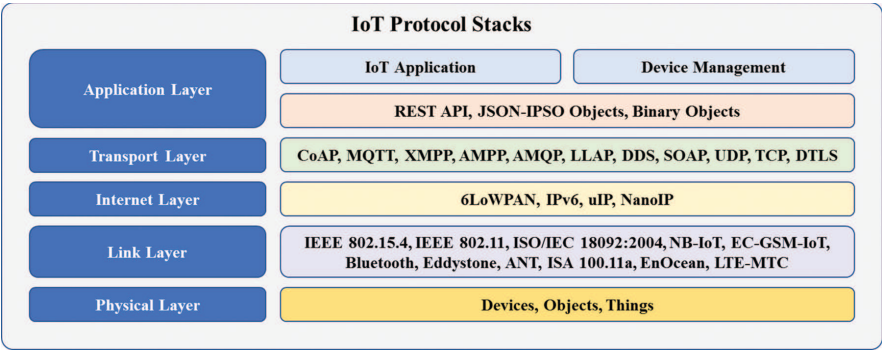 IoT Protocol Stacks
Application Layer
IoT Application
Device Management
REST API, JSON-IPSO Objects, Binary Objects
Transport Layer
CoAP, MQTT, XMPP, AMPP, AMQP, LLAP, DDS, SOAP, UDP, TCP, DTLS
Internet Layer
6LoWPAN, IPv6, uIP, NanoIP
Link Layer
IEEE 802.15.4, IEEE 802.11, ISO/IEC 18092:2004, NB-IoT, EC-GSM-IoT,
Bluetooth, Eddystone, ANT, ISA 100.11a, EnOcean, LTE-MTC
Physical Layer
Devices, Objects, Things